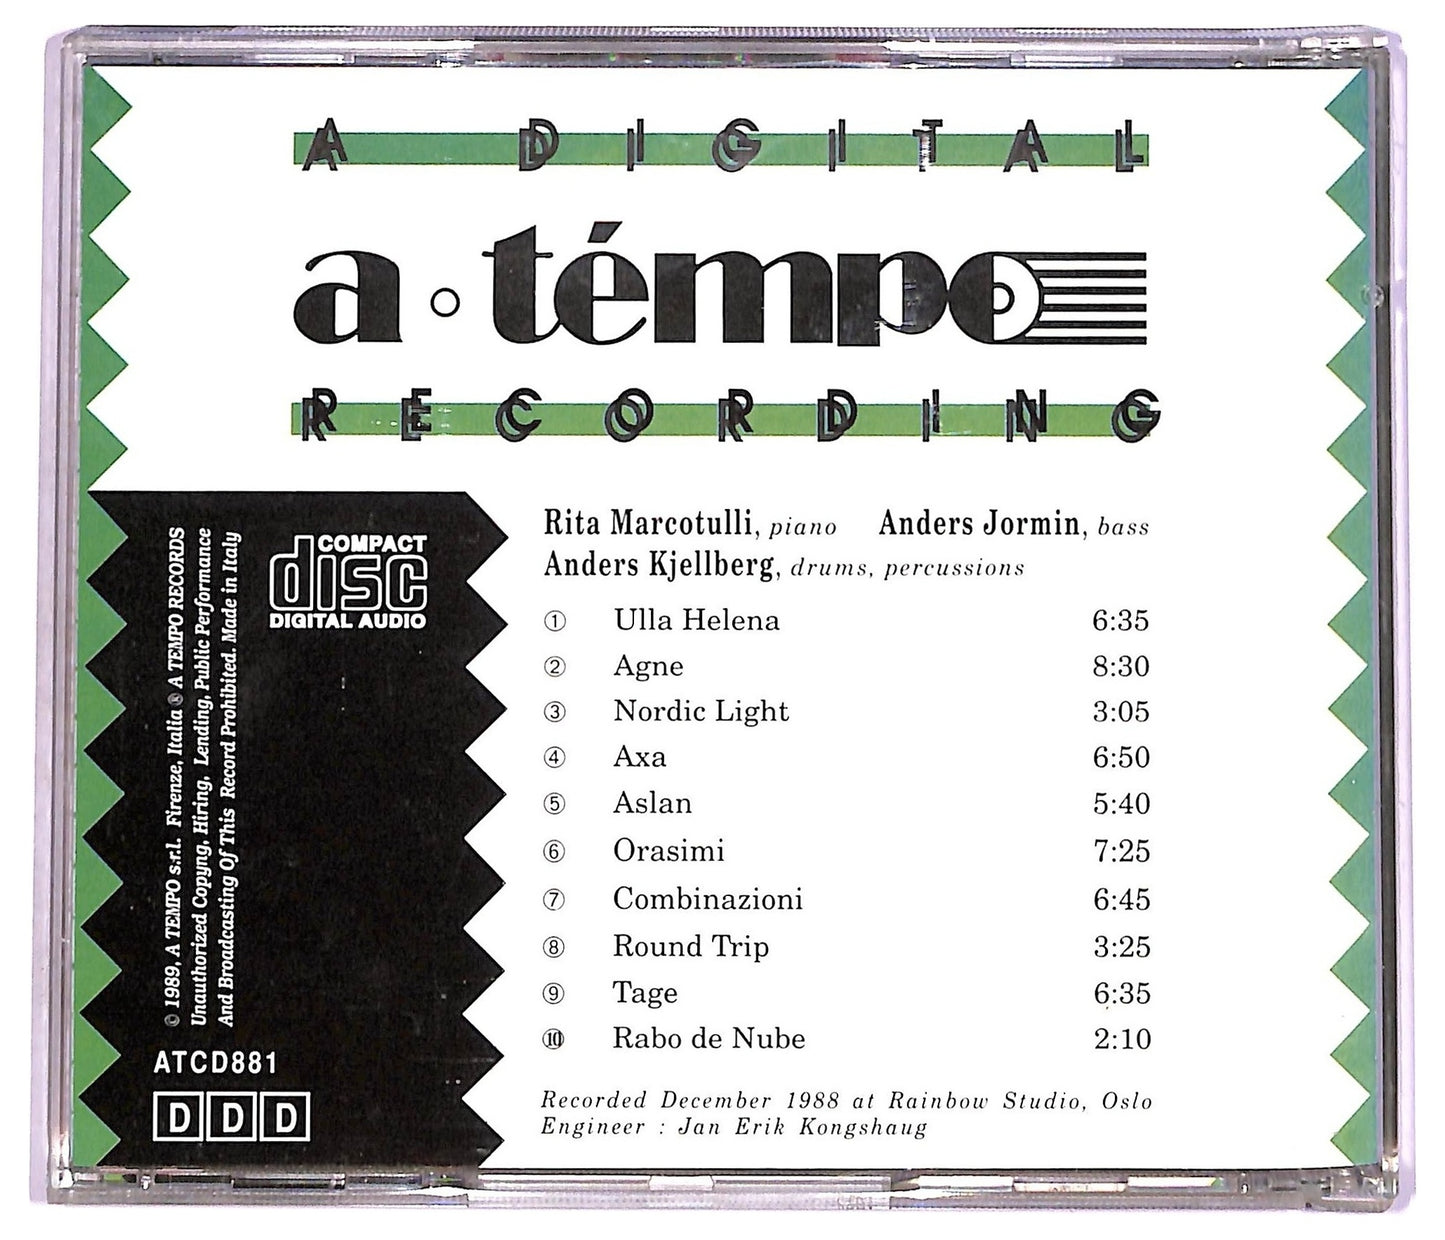 A DIGITAL
a·témpo
RECORDING
Rita Marcotulli, piano Anders Jormin, bass
Anders Kjellberg, drums, percussions
① Ulla Helena 6:35
② Agne 8:30
③ Nordic Light 3:05
④ Axa 6:50
⑤ Aslan 5:40
⑥ Orasimi 7:25
⑦ Combinazioni 6:45
⑧ Round Trip 3:25
⑨ Tage 6:35
⑩ Rabo de Nube 2:10
Recorded December 1988 at Rainbow Studio, Oslo
Engineer : Jan Erik Kongshaug
COMPACT
disc
DIGITAL AUDIO
© 1989, A TEMPO s.r.l. Firenze, Italia ® A TEMPO RECORDS
Unauthorized Copyng, Hiring, Lending, Public Performance
And Broadcasting Of This Record Prohibited. Made in Italy
ATCD881
DDD